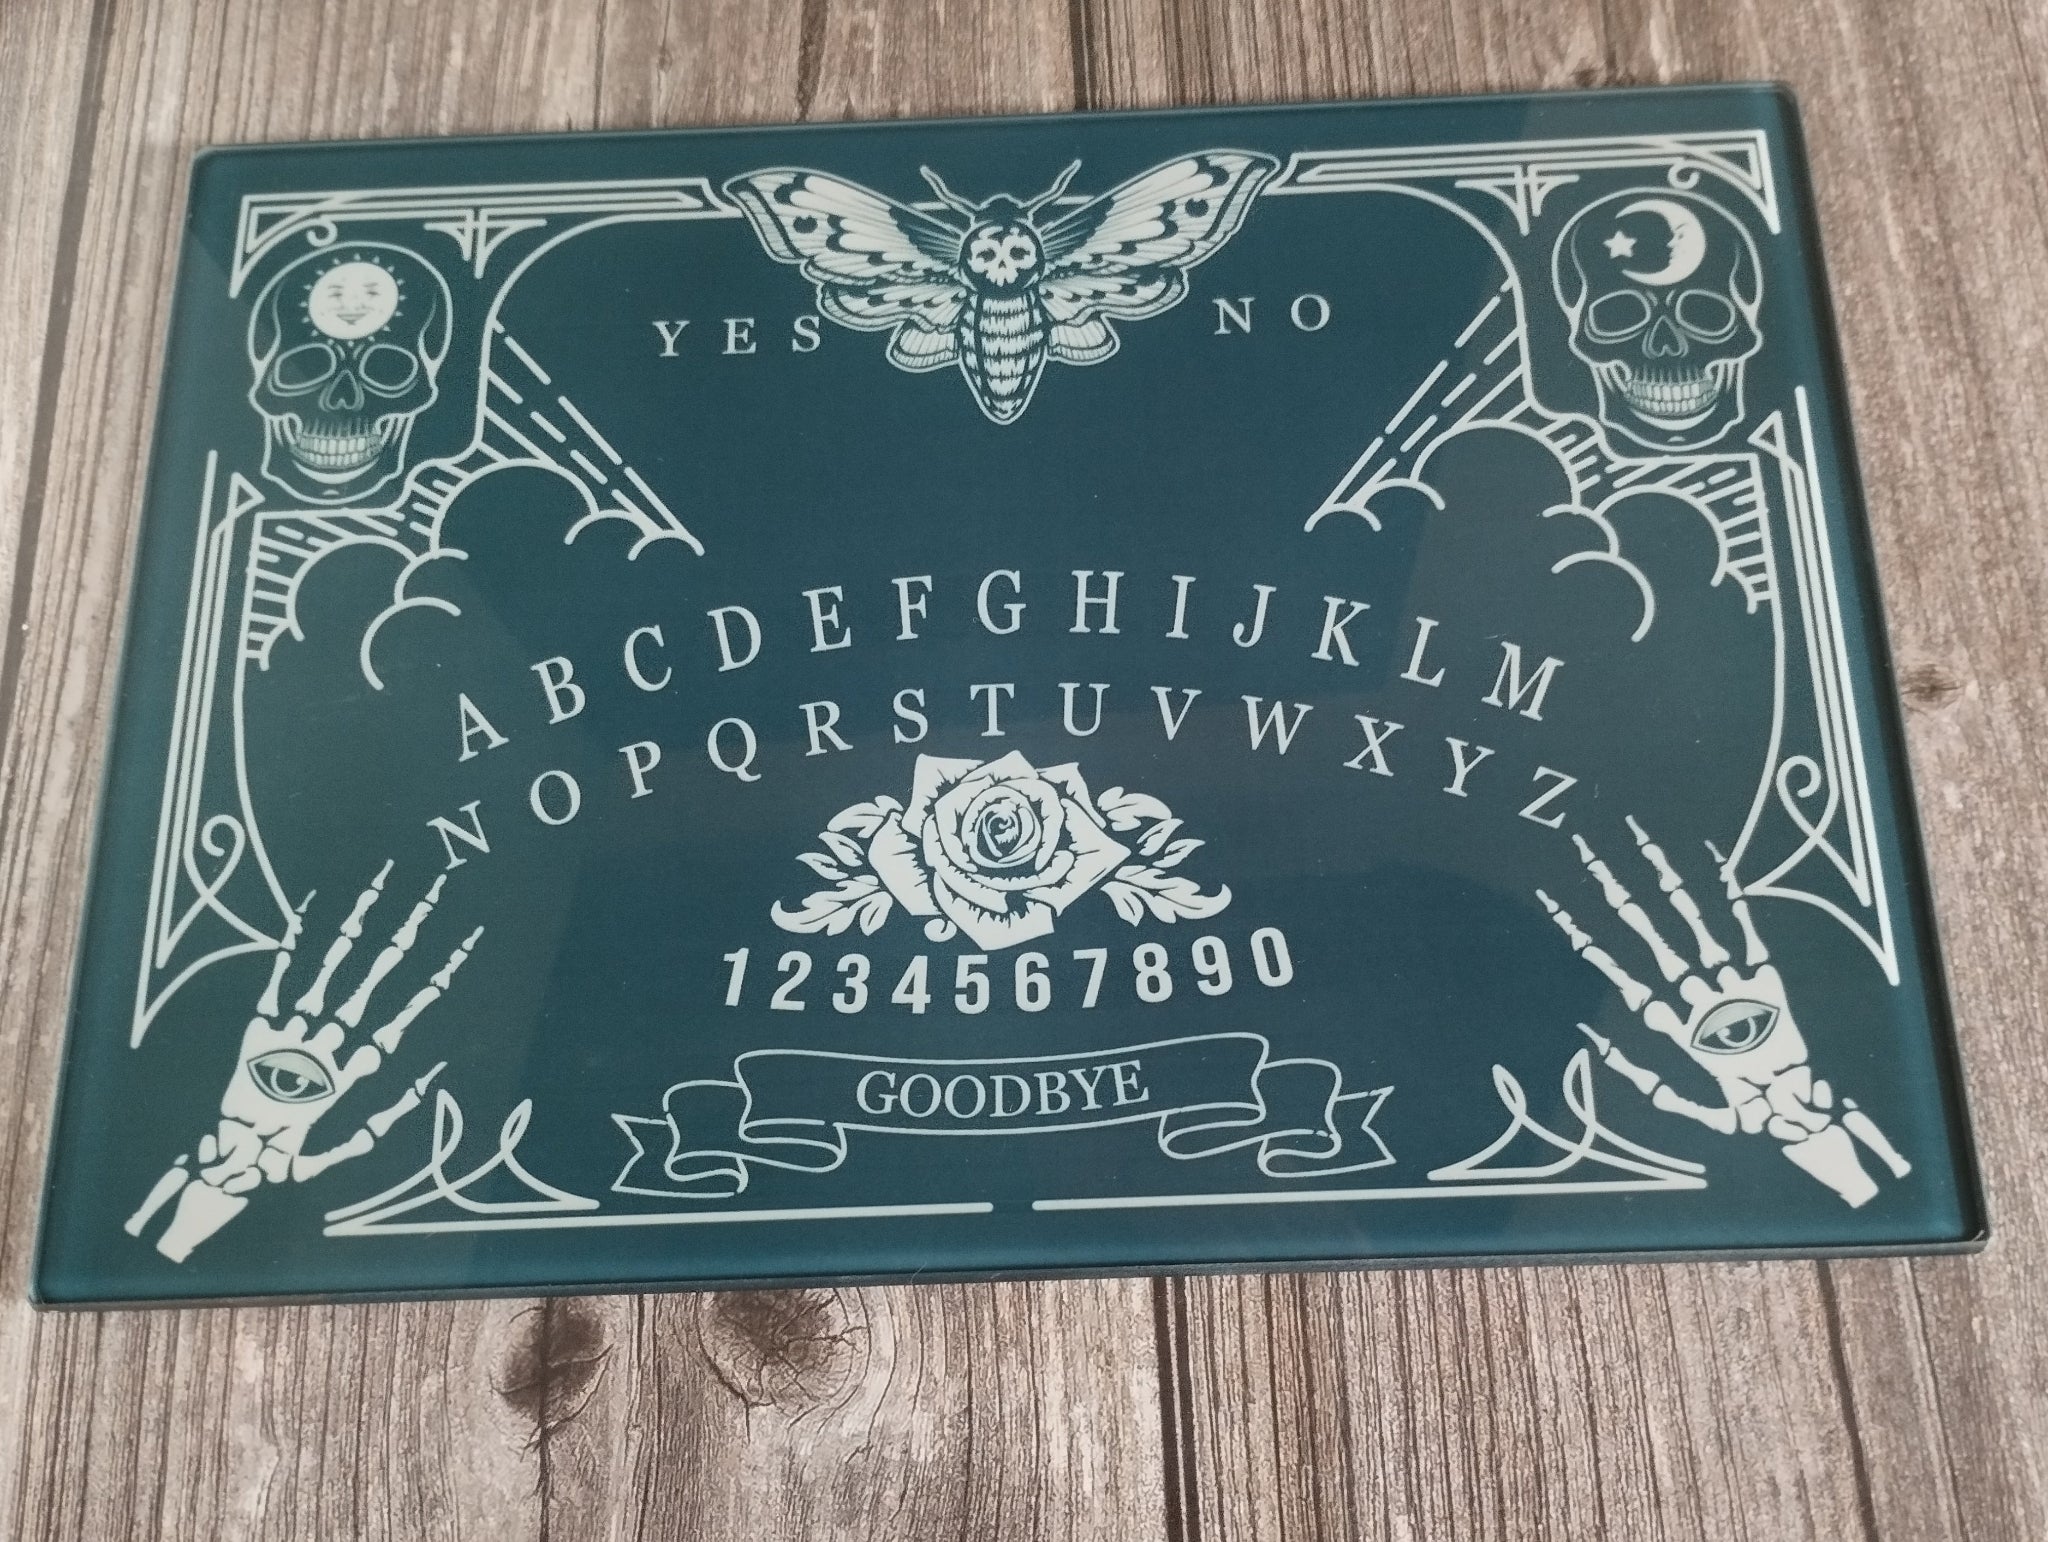 YES NO
ABCDEFGHIJKLM
NOPQRSTUVWXYZ
1234567890
GOODBYE